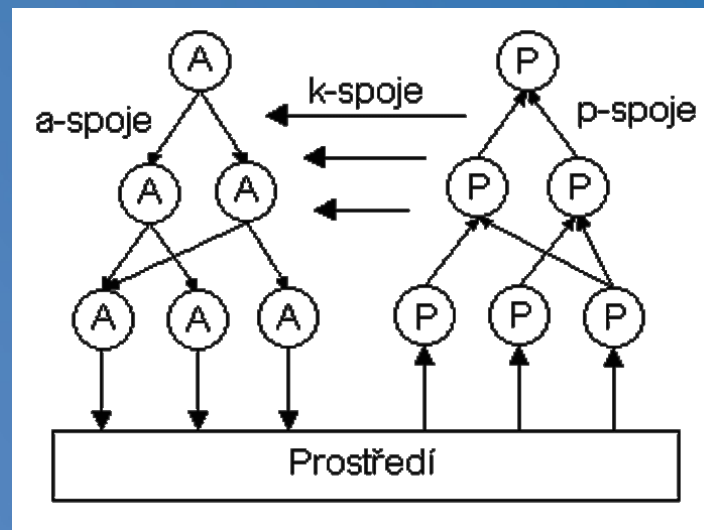 A P
a-spoje k-spoje p-spoje
A A P P
A A A P P P
Prostředí